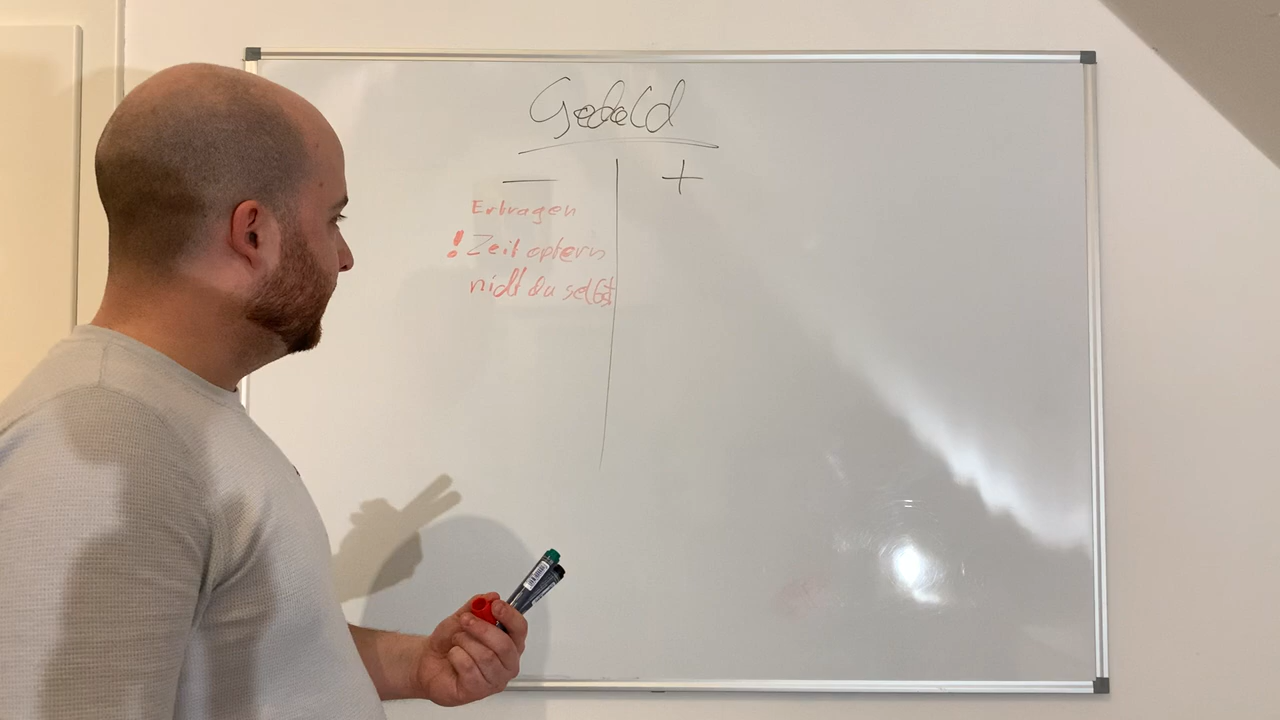 Geduld
- +
Ertragen
! Zeit opfern
nicht du selbst